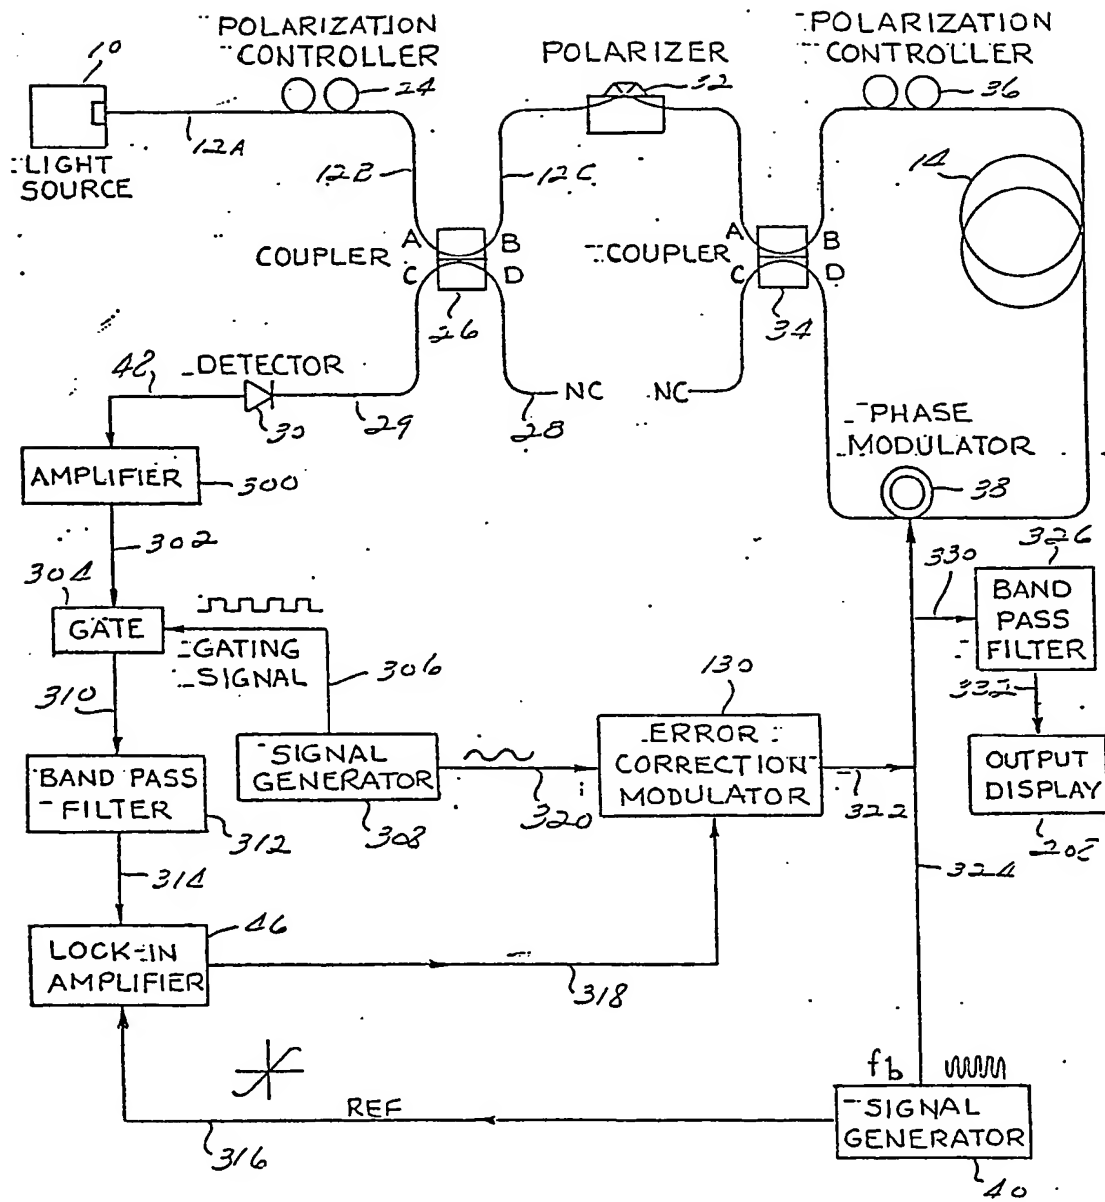 POLARIZATION
CONTROLLER
24
POLARIZER
32
POLARIZATION
CONTROLLER
36
10
LIGHT
SOURCE
12A
12B
12C
14
A
B
COUPLER
C
D
26
A
B
COUPLER
C
D
34
42
DETECTOR
30
29
28
NC
NC
PHASE
MODULATOR
38
AMPLIFIER
300
302
304
GATE
GATING
SIGNAL
306
310
330
326
BAND
PASS
FILTER
332
OUTPUT
DISPLAY
130
ERROR
CORRECTION
MODULATOR
SIGNAL
GENERATOR
308
320
322
BAND PASS
FILTER
312
314
324
46
LOCK-IN
AMPLIFIER
318
fb
REF
316
SIGNAL
GENERATOR
40